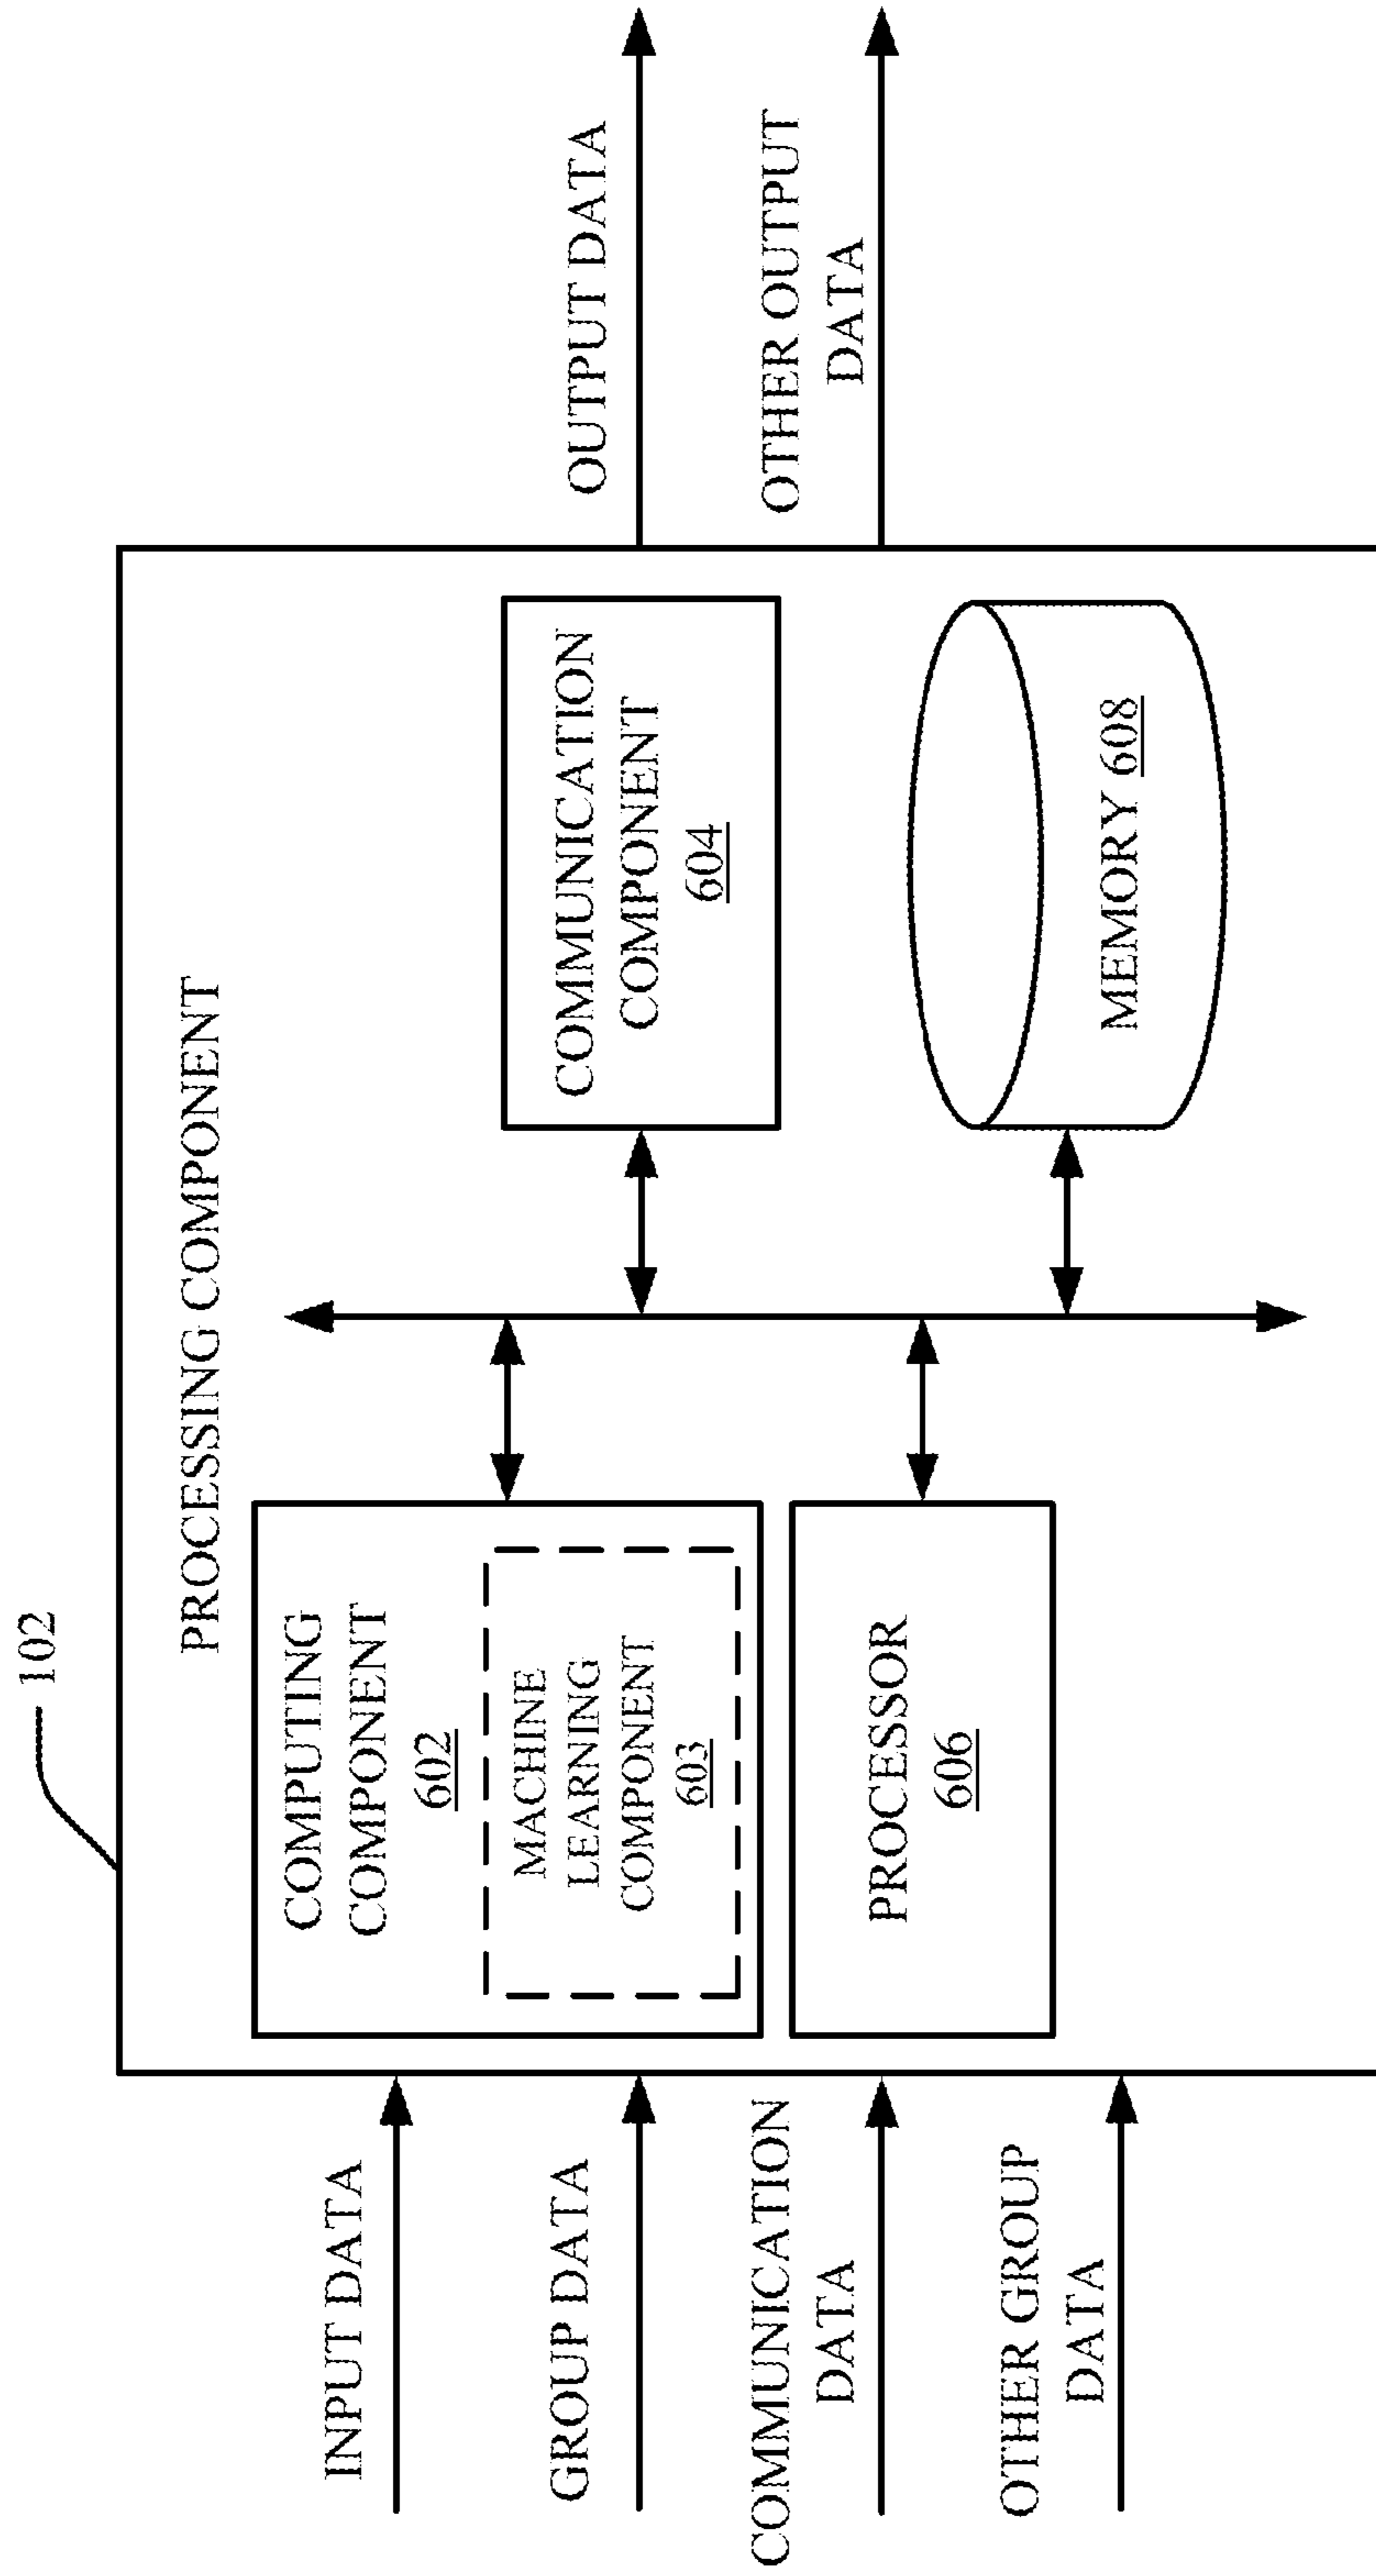 102
PROCESSING COMPONENT
INPUT DATA
GROUP DATA
COMMUNICATION
DATA
OTHER GROUP
DATA
COMPUTING
COMPONENT
602
MACHINE
LEARNING
COMPONENT
603
PROCESSOR
606
COMMUNICATION
COMPONENT
604
MEMORY 608
OUTPUT DATA
OTHER OUTPUT
DATA